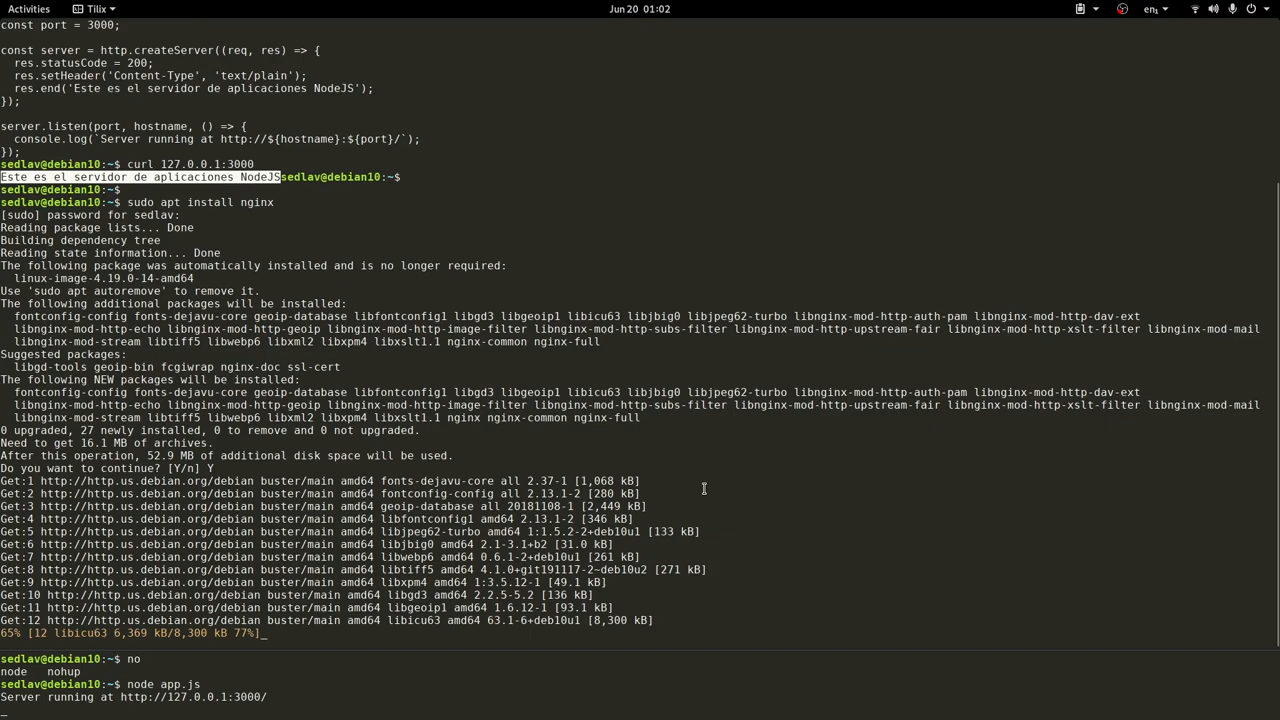 Activities Tilix Jun 20 01:02 en₁
const port = 3000;
const server = http.createServer((req, res) => {
  res.statusCode = 200;
  res.setHeader('Content-Type', 'text/plain');
  res.end('Este es el servidor de aplicaciones NodeJS');
});
server.listen(port, hostname, () => {
  console.log(`Server running at http://${hostname}:${port}/`);
});
sedlav@debian10:~$ curl 127.0.0.1:3000
Este es el servidor de aplicaciones NodeJSsedlav@debian10:~$
sedlav@debian10:~$
sedlav@debian10:~$ sudo apt install nginx
[sudo] password for sedlav:
Reading package lists... Done
Building dependency tree
Reading state information... Done
The following package was automatically installed and is no longer required:
  linux-image-4.19.0-14-amd64
Use 'sudo apt autoremove' to remove it.
The following additional packages will be installed:
  fontconfig-config fonts-dejavu-core geoip-database libfontconfig1 libgd3 libgeoip1 libicu63 libjbig0 libjpeg62-turbo libnginx-mod-http-auth-pam libnginx-mod-http-dav-ext
  libnginx-mod-http-echo libnginx-mod-http-geoip libnginx-mod-http-image-filter libnginx-mod-http-subs-filter libnginx-mod-http-upstream-fair libnginx-mod-http-xslt-filter libnginx-mod-mail
  libnginx-mod-stream libtiff5 libwebp6 libxml2 libxpm4 libxslt1.1 nginx-common nginx-full
Suggested packages:
  libgd-tools geoip-bin fcgiwrap nginx-doc ssl-cert
The following NEW packages will be installed:
  fontconfig-config fonts-dejavu-core geoip-database libfontconfig1 libgd3 libgeoip1 libicu63 libjbig0 libjpeg62-turbo libnginx-mod-http-auth-pam libnginx-mod-http-dav-ext
  libnginx-mod-http-echo libnginx-mod-http-geoip libnginx-mod-http-image-filter libnginx-mod-http-subs-filter libnginx-mod-http-upstream-fair libnginx-mod-http-xslt-filter libnginx-mod-mail
  libnginx-mod-stream libtiff5 libwebp6 libxml2 libxpm4 libxslt1.1 nginx nginx-common nginx-full
0 upgraded, 27 newly installed, 0 to remove and 0 not upgraded.
Need to get 16.1 MB of archives.
After this operation, 52.9 MB of additional disk space will be used.
Do you want to continue? [Y/n] Y
Get:1 http://http.us.debian.org/debian buster/main amd64 fonts-dejavu-core all 2.37-1 [1,068 kB]
Get:2 http://http.us.debian.org/debian buster/main amd64 fontconfig-config all 2.13.1-2 [280 kB]
Get:3 http://http.us.debian.org/debian buster/main amd64 geoip-database all 20181108-1 [2,449 kB]
Get:4 http://http.us.debian.org/debian buster/main amd64 libfontconfig1 amd64 2.13.1-2 [346 kB]
Get:5 http://http.us.debian.org/debian buster/main amd64 libjpeg62-turbo amd64 1:1.5.2-2+deb10u1 [133 kB]
Get:6 http://http.us.debian.org/debian buster/main amd64 libjbig0 amd64 2.1-3.1+b2 [31.0 kB]
Get:7 http://http.us.debian.org/debian buster/main amd64 libwebp6 amd64 0.6.1-2+deb10u1 [261 kB]
Get:8 http://http.us.debian.org/debian buster/main amd64 libtiff5 amd64 4.1.0+git191117-2~deb10u2 [271 kB]
Get:9 http://http.us.debian.org/debian buster/main amd64 libxpm4 amd64 1:3.5.12-1 [49.1 kB]
Get:10 http://http.us.debian.org/debian buster/main amd64 libgd3 amd64 2.2.5-5.2 [136 kB]
Get:11 http://http.us.debian.org/debian buster/main amd64 libgeoip1 amd64 1.6.12-1 [93.1 kB]
Get:12 http://http.us.debian.org/debian buster/main amd64 libicu63 amd64 63.1-6+deb10u1 [8,300 kB]
65% [12 libicu63 6,369 kB/8,300 kB 77%]_
sedlav@debian10:~$ no
node   nohup
sedlav@debian10:~$ node app.js
Server running at http://127.0.0.1:3000/
_